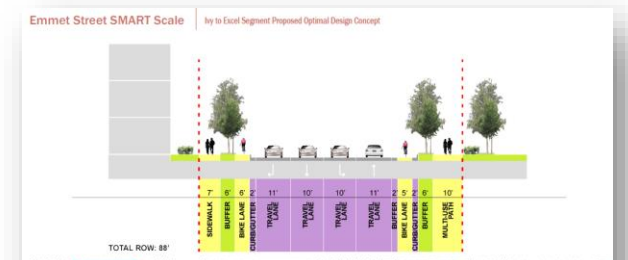 Emmet Street SMART Scale
Ivy to Excel Segment Proposed Optimal Design Concept
7' 6' 6' 2' 11' 10' 10' 11' 2' 5' 2' 6' 10'
SIDEWALK
BUFFER
BIKE LANE
CURB/GUTTER
TRAVEL LANE
TRAVEL LANE
TRAVEL LANE
TRAVEL LANE
BUFFER
BIKE LANE
CURB/GUTTER
BUFFER
MULTI-USE PATH
TOTAL ROW: 88'